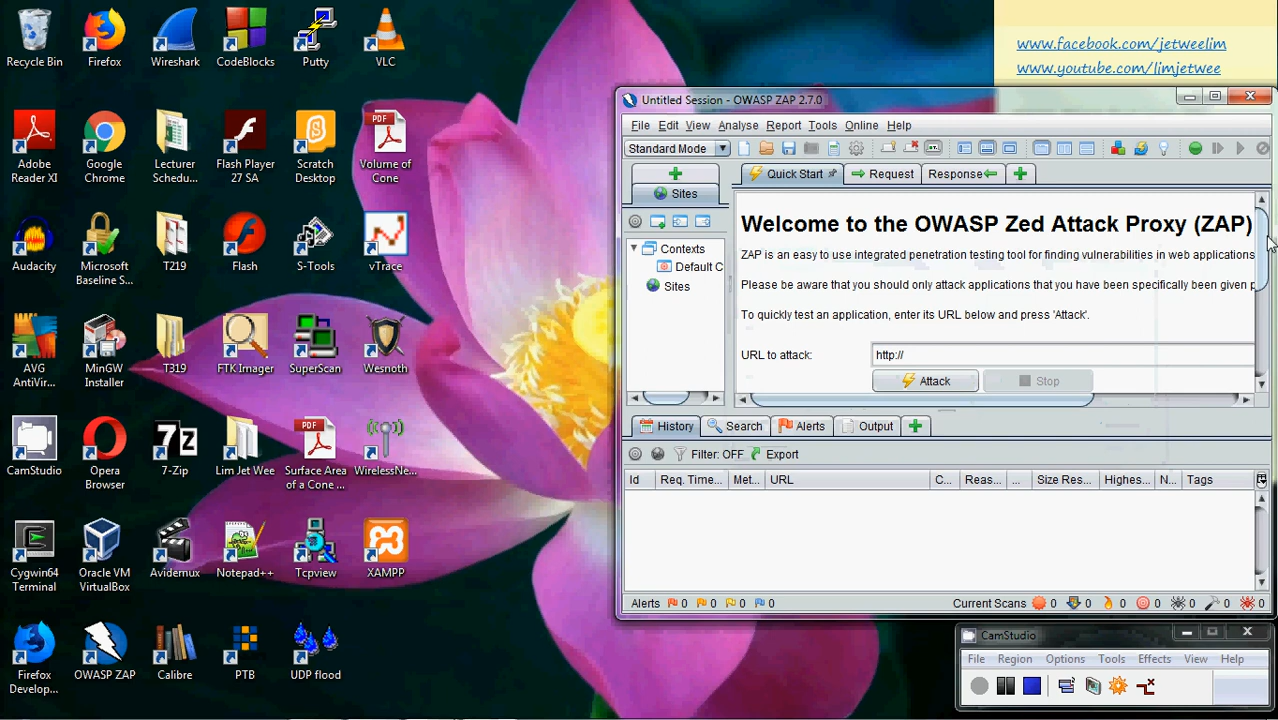 Recycle Bin
Firefox
Wireshark
CodeBlocks
Putty
VLC
Adobe
Reader XI
Google
Chrome
Lecturer
Schedu...
Flash Player
27 SA
Scratch
Desktop
PDF
Volume of
Cone
Audacity
Microsoft
Baseline S...
T219
Flash
S-Tools
vTrace
AVG
AntiVir...
MinGW
Installer
T319
FTK Imager
SuperScan
Wesnoth
CamStudio
Opera
Browser
7-Zip
Lim Jet Wee
PDF
Surface Area
of a Cone ...
WirelessNe...
Cygwin64
Terminal
Oracle VM
VirtualBox
Avidemux
Notepad++
Tcpview
XAMPP
Firefox
Develop...
OWASP ZAP
Calibre
PTB
UDP flood
www.facebook.com/jetweelim
www.youtube.com/limjetwee
Untitled Session - OWASP ZAP 2.7.0
File Edit View Analyse Report Tools Online Help
Standard Mode
Sites
Quick Start Request Response
Contexts
Default C
Sites
Welcome to the OWASP Zed Attack Proxy (ZAP)
ZAP is an easy to use integrated penetration testing tool for finding vulnerabilities in web applications
Please be aware that you should only attack applications that you have been specifically been given p
To quickly test an application, enter its URL below and press 'Attack'.
URL to attack: http://
Attack Stop
History Search Alerts Output
Filter: OFF Export
Id Req. Time... Met... URL C... Reas... ... Size Res... Highes... N... Tags
Alerts 0 0 0 0 Current Scans 0 0 0 0 0 0 0
CamStudio
File Region Options Tools Effects View Help